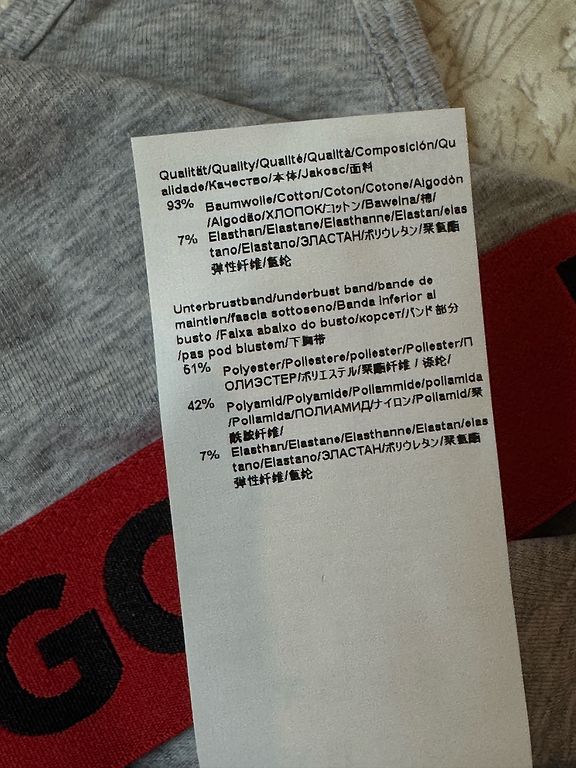 Qualität/Quality/Qualité/Qualità/Composición/Qu
alidade/Качество/本体/Jakosc/面料
93% Baumwolle/Cotton/Coton/Cotone/Algodòn
/Algodão/ХЛОПОК/コットン/Bawelna/棉/
7% Elasthan/Elastane/Elasthanne/Elastan/elas
tano/Elastano/ЭЛАСТАН/ポリウレタン/聚氨酯
弹性纤维/氨纶
Unterbrustband/underbust band/bande de
maintien/fascia sottoseno/Banda inferior al
busto /Faixa abaixo do busto/корсет/バンド部分
/pas pod blustem/下胸带
51% Polyester/Poliestere/poliester/Poliester/П
ОЛИЭСТЕР/ポリエステル/聚酯纤维 / 涤纶/
42% Polyamid/Polyamide/Poliammide/poliamida
/Poliamida/ПОЛИАМИД/ナイロン/Poliamid/聚
酰胺纤维/
7% Elasthan/Elastane/Elasthanne/Elastan/elas
tano/Elastano/ЭЛАСТАН/ポリウレタン/聚氨酯
弹性纤维/氨纶
GO